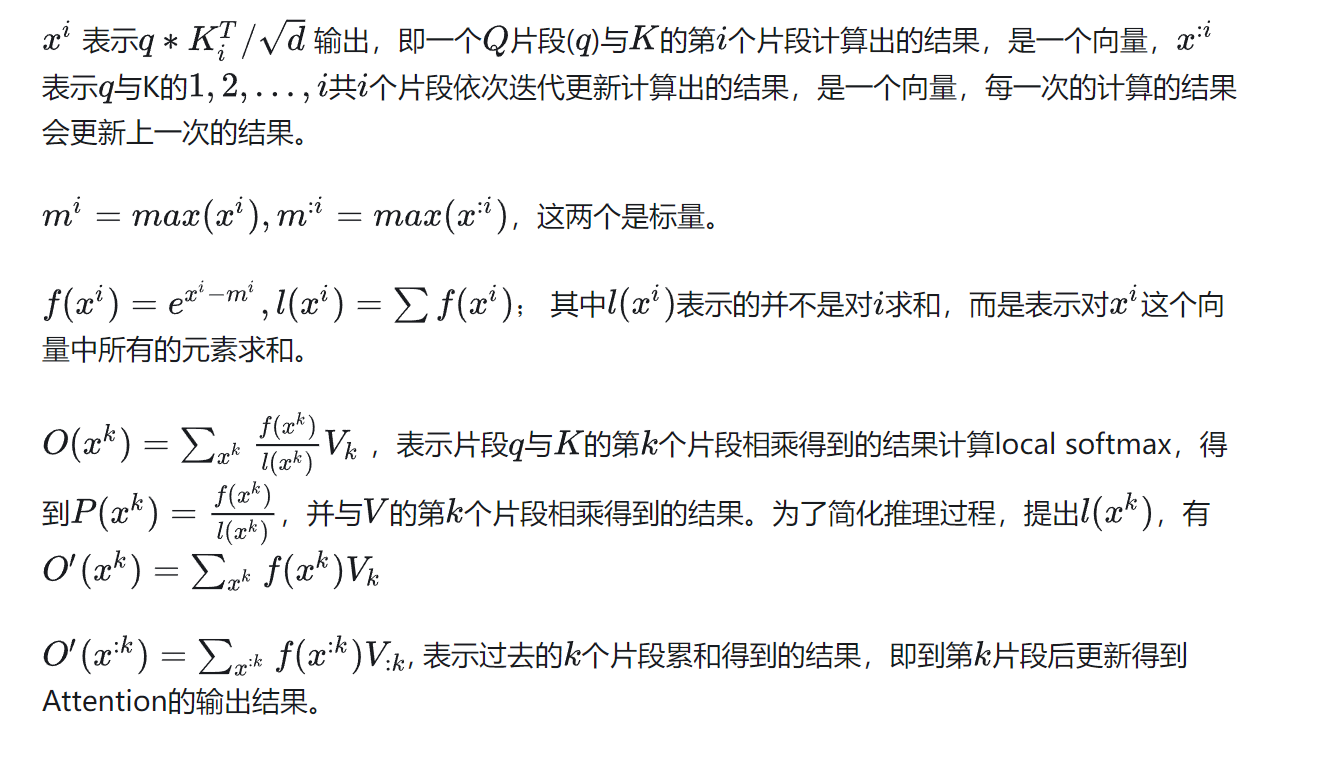 $x^i$ 表示$q * K_i^T / \sqrt{d}$ 输出，即一个$Q$片段($q$)与$K$的第$i$个片段计算出的结果，是一个向量，$x^{:i}$
表示$q$与K的$1, 2, \ldots, i$共$i$个片段依次迭代更新计算出的结果，是一个向量，每一次的计算的结果
会更新上一次的结果。
$m^i = max(x^i), m^{:i} = max(x^{:i})$，这两个是标量。
$f(x^i) = e^{x^i - m^i}, l(x^i) = \sum f(x^i)$； 其中$l(x^i)$表示的并不是对$i$求和，而是表示对$x^i$这个向
量中所有的元素求和。
$O(x^k) = \sum_{x^k} \frac{f(x^k)}{l(x^k)} V_k$ ，表示片段$q$与$K$的第$k$个片段相乘得到的结果计算local softmax，得
到$P(x^k) = \frac{f(x^k)}{l(x^k)}$，并与$V$的第$k$个片段相乘得到的结果。为了简化推理过程，提出$l(x^k)$，有
$O'(x^k) = \sum_{x^k} f(x^k) V_k$
$O'(x^{:k}) = \sum_{x^{:k}} f(x^{:k}) V_{:k}$, 表示过去的$k$个片段累和得到的结果，即到第$k$片段后更新得到
Attention的输出结果。